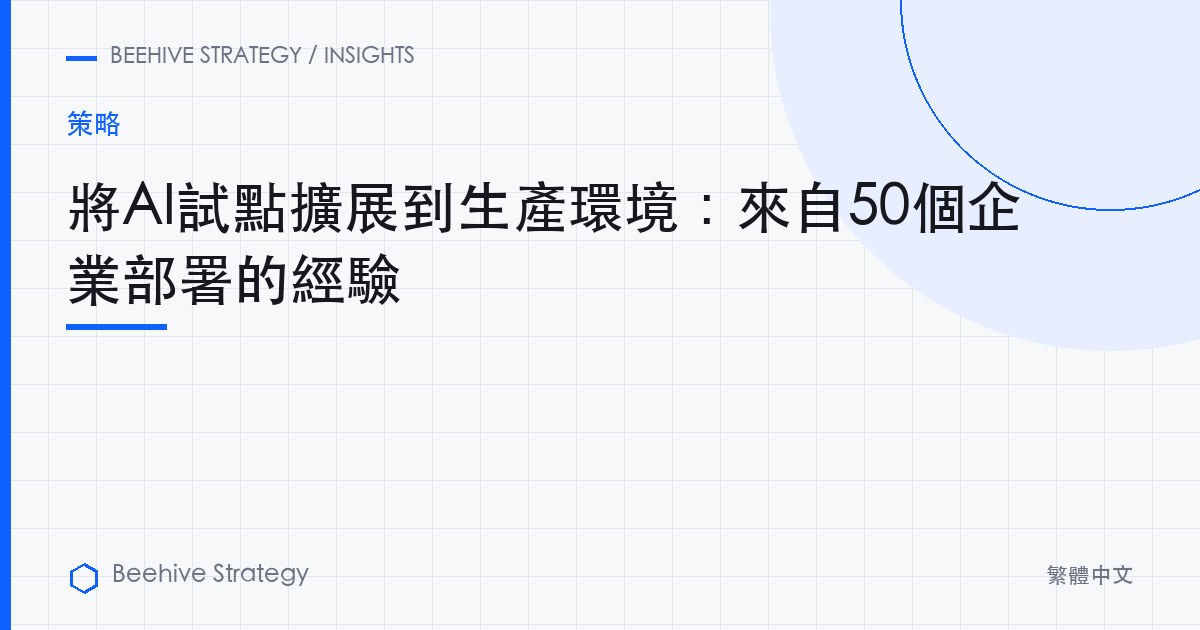 BEEHIVE STRATEGY / INSIGHTS
策略
將AI試點擴展到生產環境：來自50個企
業部署的經驗
Beehive Strategy
繁體中文